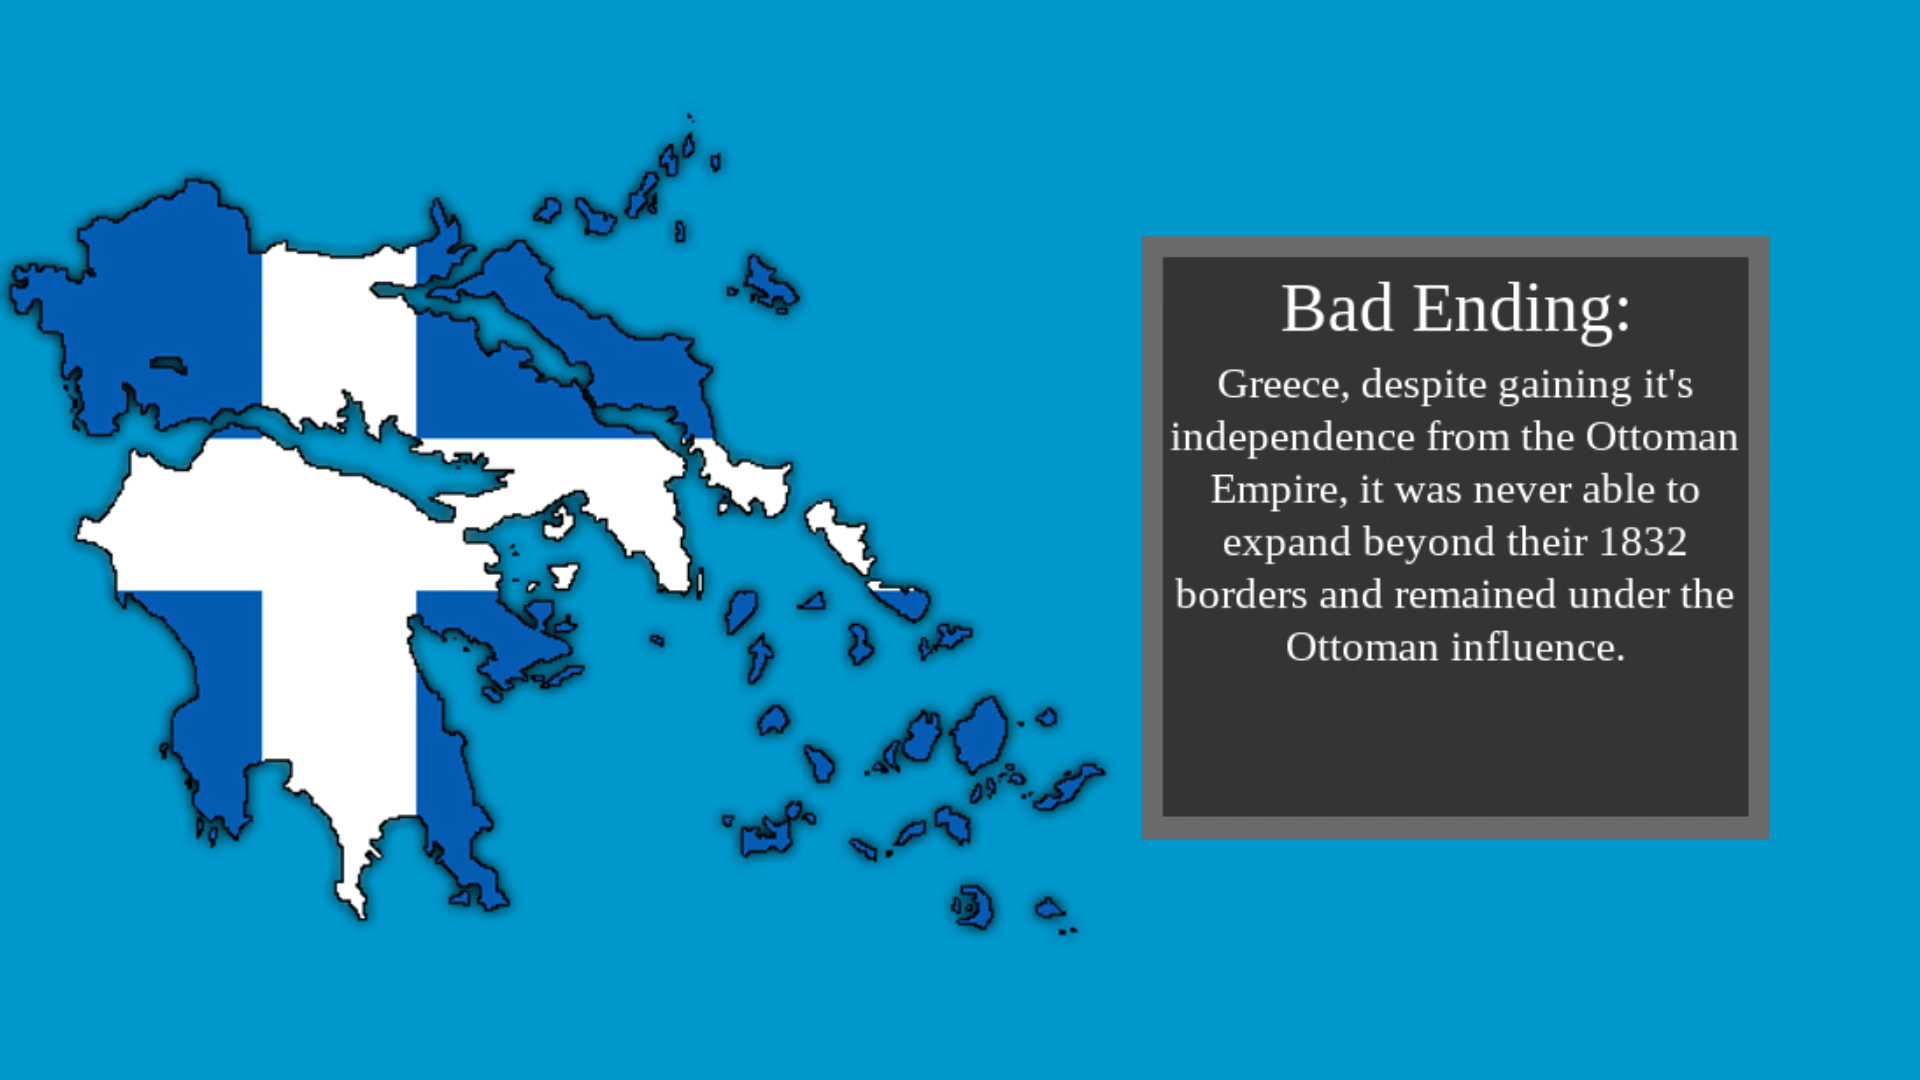 Bad Ending:
Greece, despite gaining it's
independence from the Ottoman
Empire, it was never able to
expand beyond their 1832
borders and remained under the
Ottoman influence.